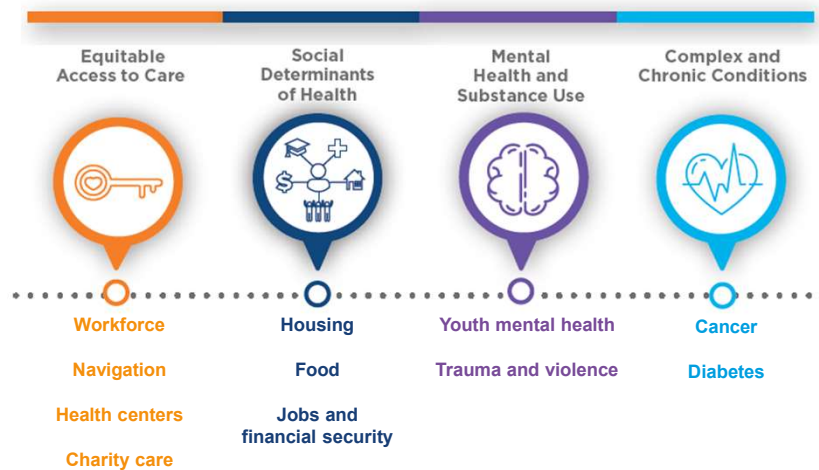 Equitable
Access to Care
Social
Determinants
of Health
Mental
Health and
Substance Use
Complex and
Chronic Conditions
$
Workforce
Navigation
Health centers
Charity care
Housing
Food
Jobs and
financial security
Youth mental health
Trauma and violence
Cancer
Diabetes